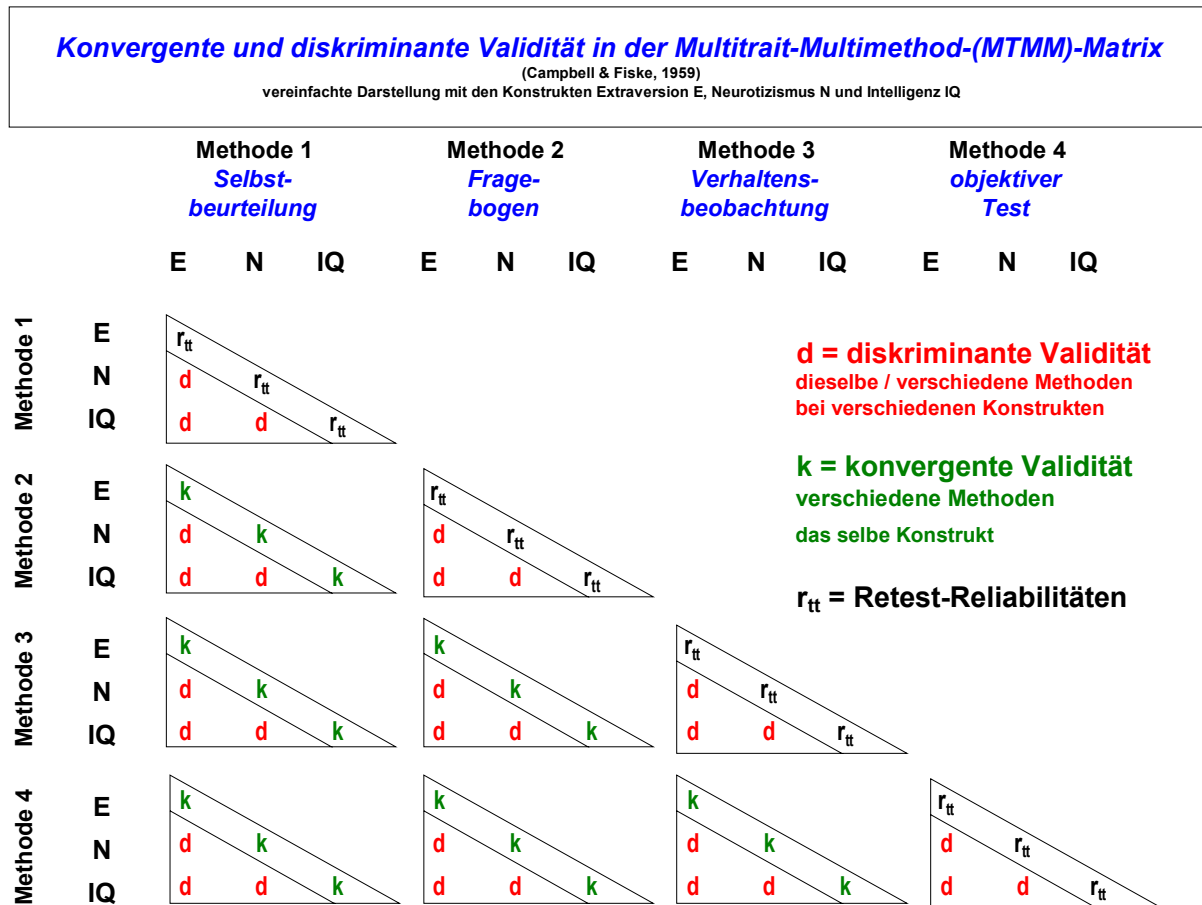 Konvergente und diskriminante Validität in der Multitrait-Multimethod-(MTMM)-Matrix
(Campbell & Fiske, 1959)
vereinfachte Darstellung mit den Konstrukten Extraversion E, Neurotizismus N und Intelligenz IQ
Methode 1 Methode 2 Methode 3 Methode 4
Selbst- Frage- Verhaltens- objektiver
beurteilung bogen beobachtung Test
E N IQ E N IQ E N IQ E N IQ
Methode 1
E rtt
N d rtt
IQ d d rtt
d = diskriminante Validität
dieselbe / verschiedene Methoden
bei verschiedenen Konstrukten
k = konvergente Validität
verschiedene Methoden
das selbe Konstrukt
rtt = Retest-Reliabilitäten
Methode 2
E k rtt
N d k d rtt
IQ d d k d d rtt
Methode 3
E k k rtt
N d k d k d rtt
IQ d d k d d k d d rtt
Methode 4
E k k k rtt
N d k d k d k d rtt
IQ d d k d d k d d k d d rtt